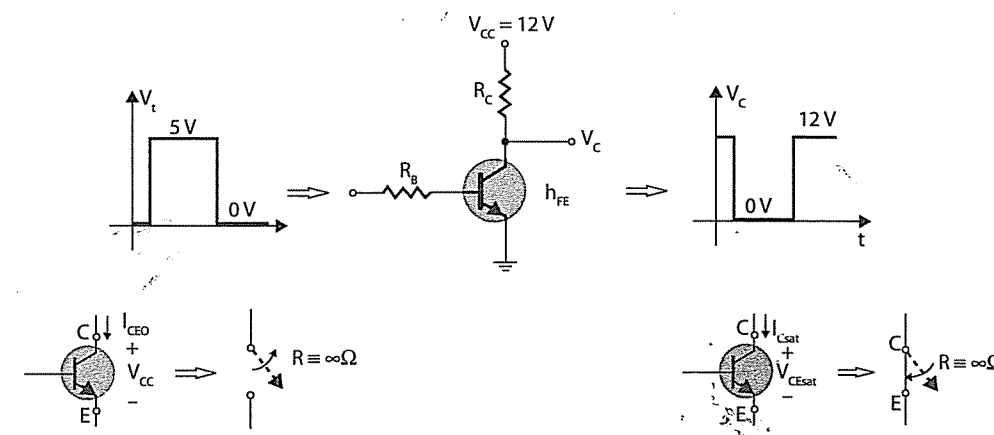 V_CC = 12 V
R_C
V_t
5 V
0 V
R_B
V_C
h_FE
V_C
12 V
0 V
t
C
I_CEO
+
V_CC
−
E
R ≡ ∞Ω
C
I_Csat
+
V_CEsat
−
E
C
E
R ≡ ∞Ω